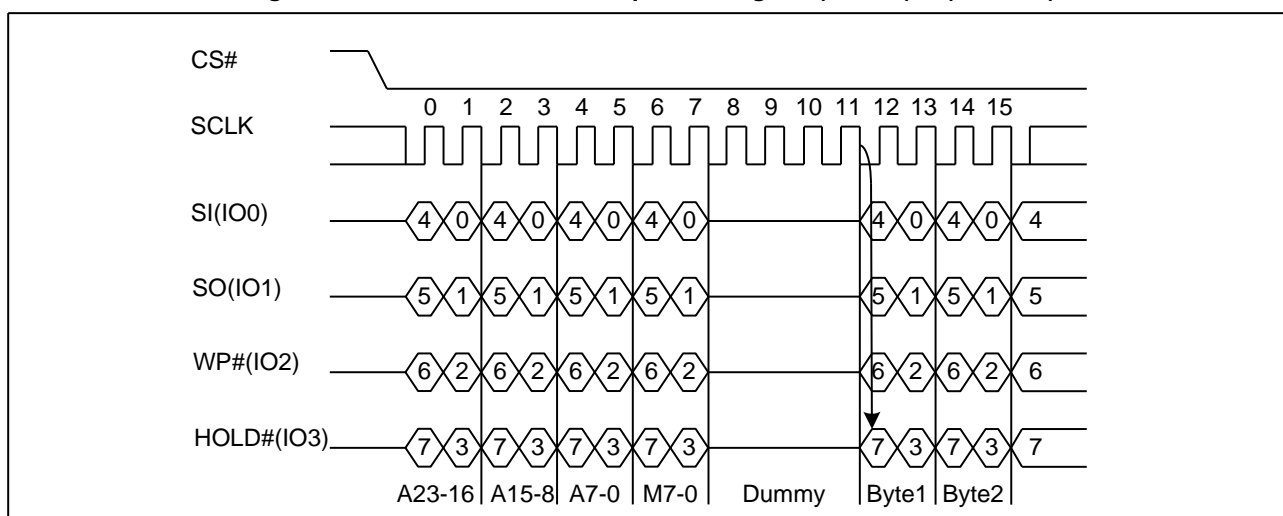 CS#
0 1 2 3 4 5 6 7 8 9 10 11 12 13 14 15
SCLK
SI(IO0) 4 0 4 0 4 0 4 0 4 0 4 0 4
SO(IO1) 5 1 5 1 5 1 5 1 5 1 5 1 5
WP#(IO2) 6 2 6 2 6 2 6 2 6 2 6 2 6
HOLD#(IO3) 7 3 7 3 7 3 7 3 7 3 7 3 7
A23-16 A15-8 A7-0 M7-0 Dummy Byte1 Byte2